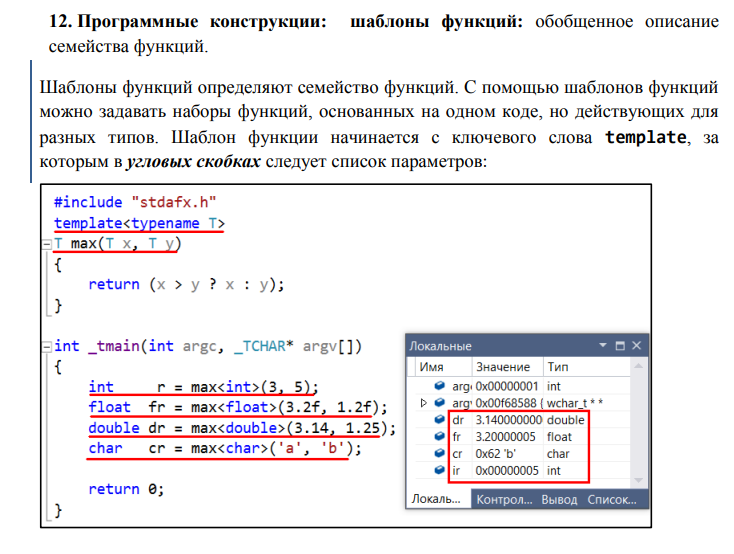 12. Программные конструкции: шаблоны функций: обобщенное описание
семейства функций.
Шаблоны функций определяют семейство функций. С помощью шаблонов функций
можно задавать наборы функций, основанных на одном коде, но действующих для
разных типов. Шаблон функции начинается с ключевого слова template, за
которым в угловых скобках следует список параметров:
#include "stdafx.h"
template<typename T>
T max(T x, T y)
{
return (x > y ? x : y);
}
int _tmain(int argc, _TCHAR* argv[])
{
int r = max<int>(3, 5);
float fr = max<float>(3.2f, 1.2f);
double dr = max<double>(3.14, 1.25);
char cr = max<char>('a', 'b');
return 0;
}
Локальные
Имя Значение Тип
arg 0x00000001 int
arg 0x00f68588 { wchar_t * *
dr 3.140000000 double
fr 3.20000005 float
cr 0x62 'b' char
ir 0x00000005 int
Локаль... Контрол... Вывод Список...